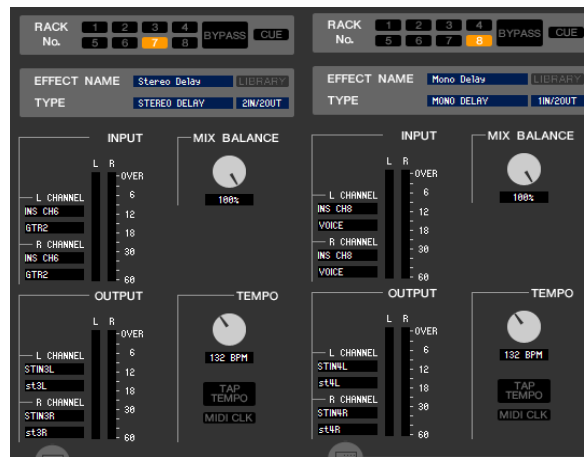 RACK No. 1 2 3 4 5 6 7 8 BYPASS CUE
EFFECT NAME Stereo Delay LIBRARY
TYPE STEREO DELAY 2IN/2OUT
INPUT
MIX BALANCE
L R
OVER
6
12
18
30
60
100%
L CHANNEL
INS CH6
GTR2
R CHANNEL
INS CH6
GTR2
OUTPUT
TEMPO
L R
OVER
6
12
18
30
60
132 BPM
L CHANNEL
STIN3L
st3L
R CHANNEL
STIN3R
st3R
TAP TEMPO
MIDI CLK
RACK No. 1 2 3 4 5 6 7 8 BYPASS CUE
EFFECT NAME Mono Delay LIBRARY
TYPE MONO DELAY 1IN/2OUT
INPUT
MIX BALANCE
L R
OVER
6
12
18
30
60
100%
L CHANNEL
INS CH8
VOICE
R CHANNEL
INS CH8
VOICE
OUTPUT
TEMPO
L R
OVER
6
12
18
30
60
132 BPM
L CHANNEL
STIN4L
st4L
R CHANNEL
STIN4R
st4R
TAP TEMPO
MIDI CLK